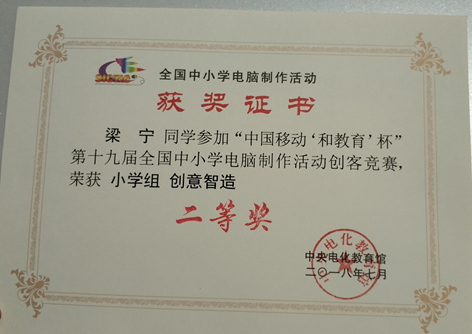 全国中小学电脑制作活动
获奖证书
梁 宁 同学参加“中国移动‘和教育’杯”
第十九届全国中小学电脑制作活动创客竞赛，
荣获 小学组 创意智造
二等奖
中央电化教育馆
二〇一八年七月